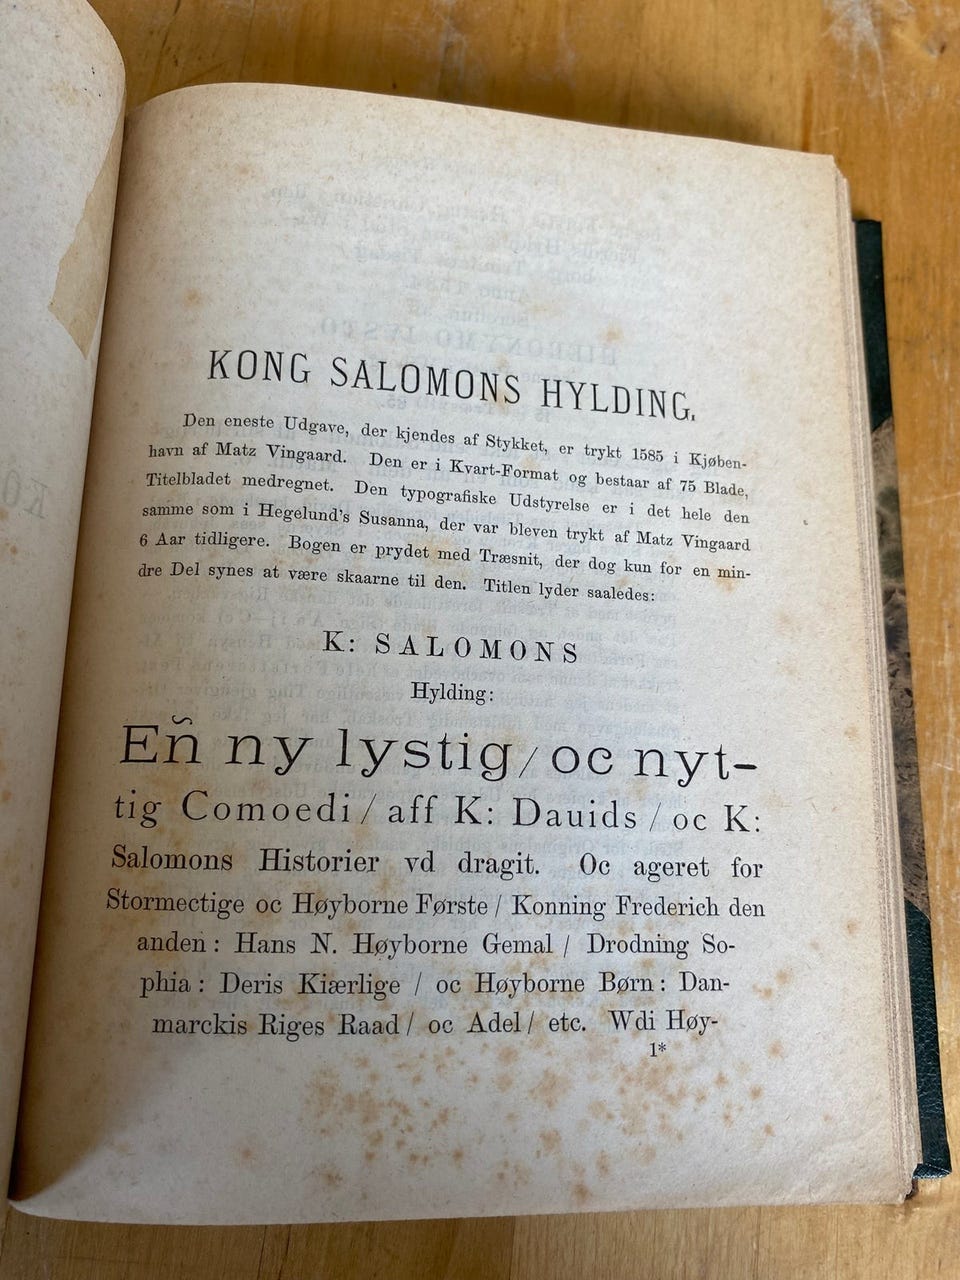 KONG SALOMONS HYLDING.
Den eneste Udgave, der kjendes af Stykket, er trykt 1585 i Kjøben-
havn af Matz Vingaard. Den er i Kvart-Format og bestaar af 75 Blade,
Titelbladet medregnet. Den typografiske Udstyrelse er i det hele den
samme som i Hegelund's Susanna, der var bleven trykt af Matz Vingaard
6 Aar tidligere. Bogen er prydet med Træsnit, der dog kun for en min-
dre Del synes at være skaarne til den. Titlen lyder saaledes:
K: SALOMONS
Hylding:
Eñ ny lystig/oc nyt-
tig Comoedi / aff K: Dauids / oc K:
Salomons Historier vd dragit. Oc ageret for
Stormectige oc Høyborne Første / Konning Frederich den
anden: Hans N. Høyborne Gemal / Drodning So-
phia: Deris Kiærlige / oc Høyborne Børn: Dan-
marckis Riges Raad / oc Adel / etc. Wdi Høy-
1*